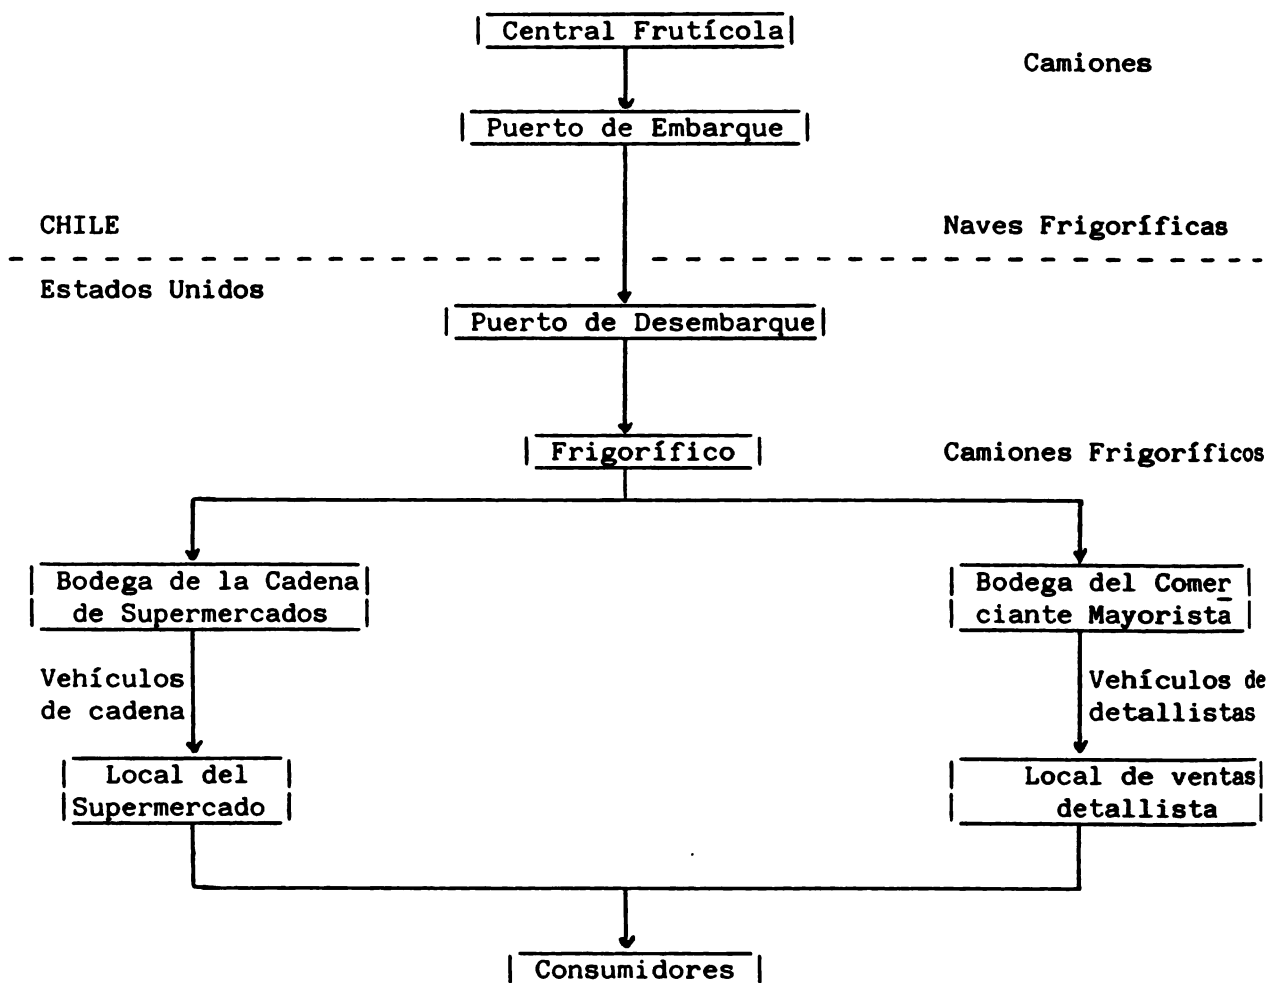 Central Frutícola
Camiones
Puerto de Embarque
CHILE
Naves Frigoríficas
Estados Unidos
Puerto de Desembarque
Frigorífico
Camiones Frigoríficos
Bodega de la Cadena
de Supermercados
Bodega del Comer
ciante Mayorista
Vehículos
de cadena
Vehículos de
detallistas
Local del
Supermercado
Local de ventas
detallista
Consumidores